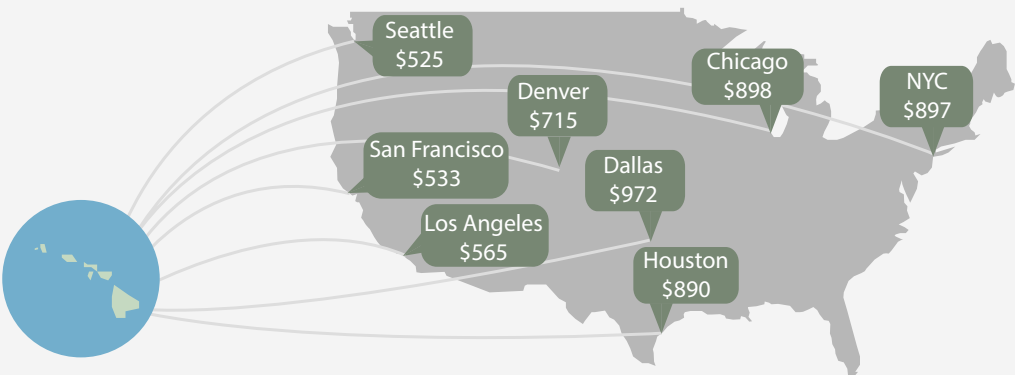 Seattle
$525
Chicago
$898
NYC
$897
Denver
$715
San Francisco
$533
Dallas
$972
Los Angeles
$565
Houston
$890